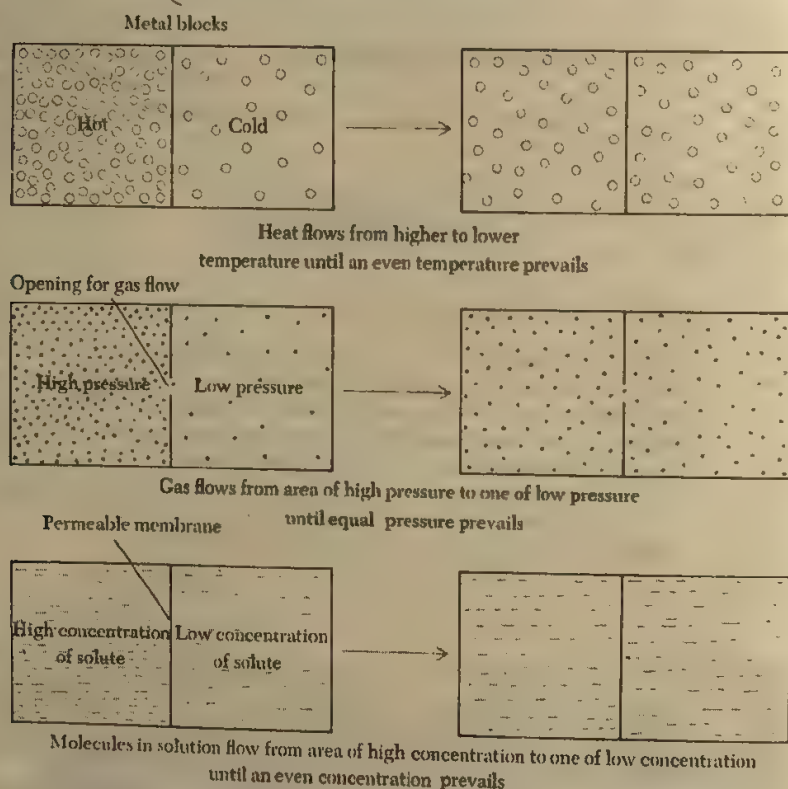 Metal blocks
Hot
Cold
Heat flows from higher to lower
temperature until an even temperature prevails
Opening for gas flow
High pressure
Low pressure
Gas flows from area of high pressure to one of low pressure
until equal pressure prevails
Permeable membrane
High concentration
of solute
Low concentration
of solute
Molecules in solution flow from area of high concentration to one of low concentration
until an even concentration prevails